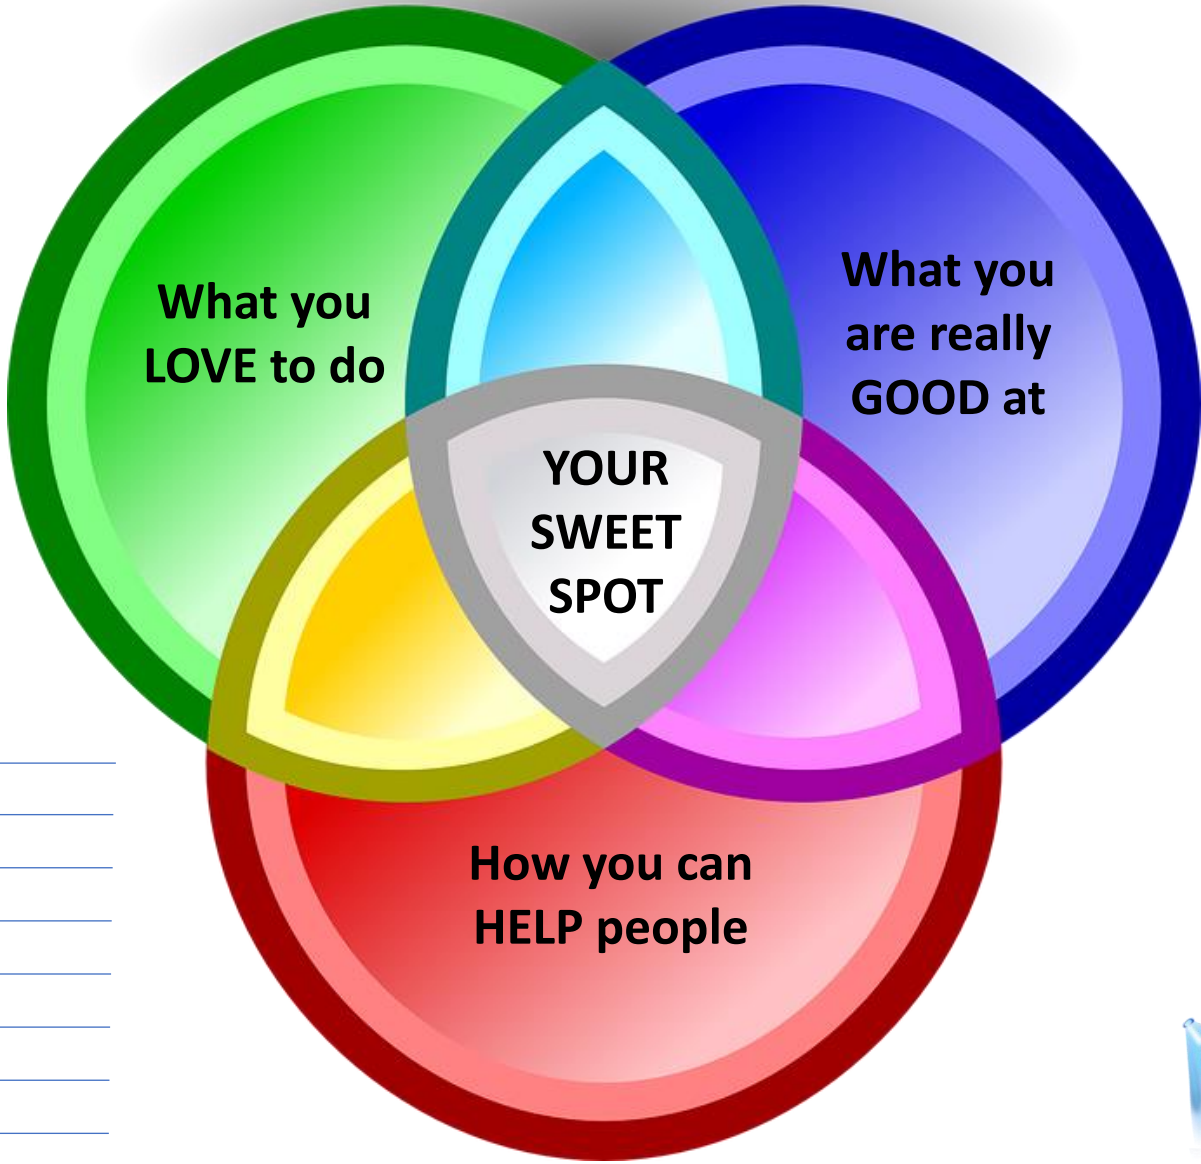 What you
LOVE to do
What you
are really
GOOD at
YOUR
SWEET
SPOT
How you can
HELP people